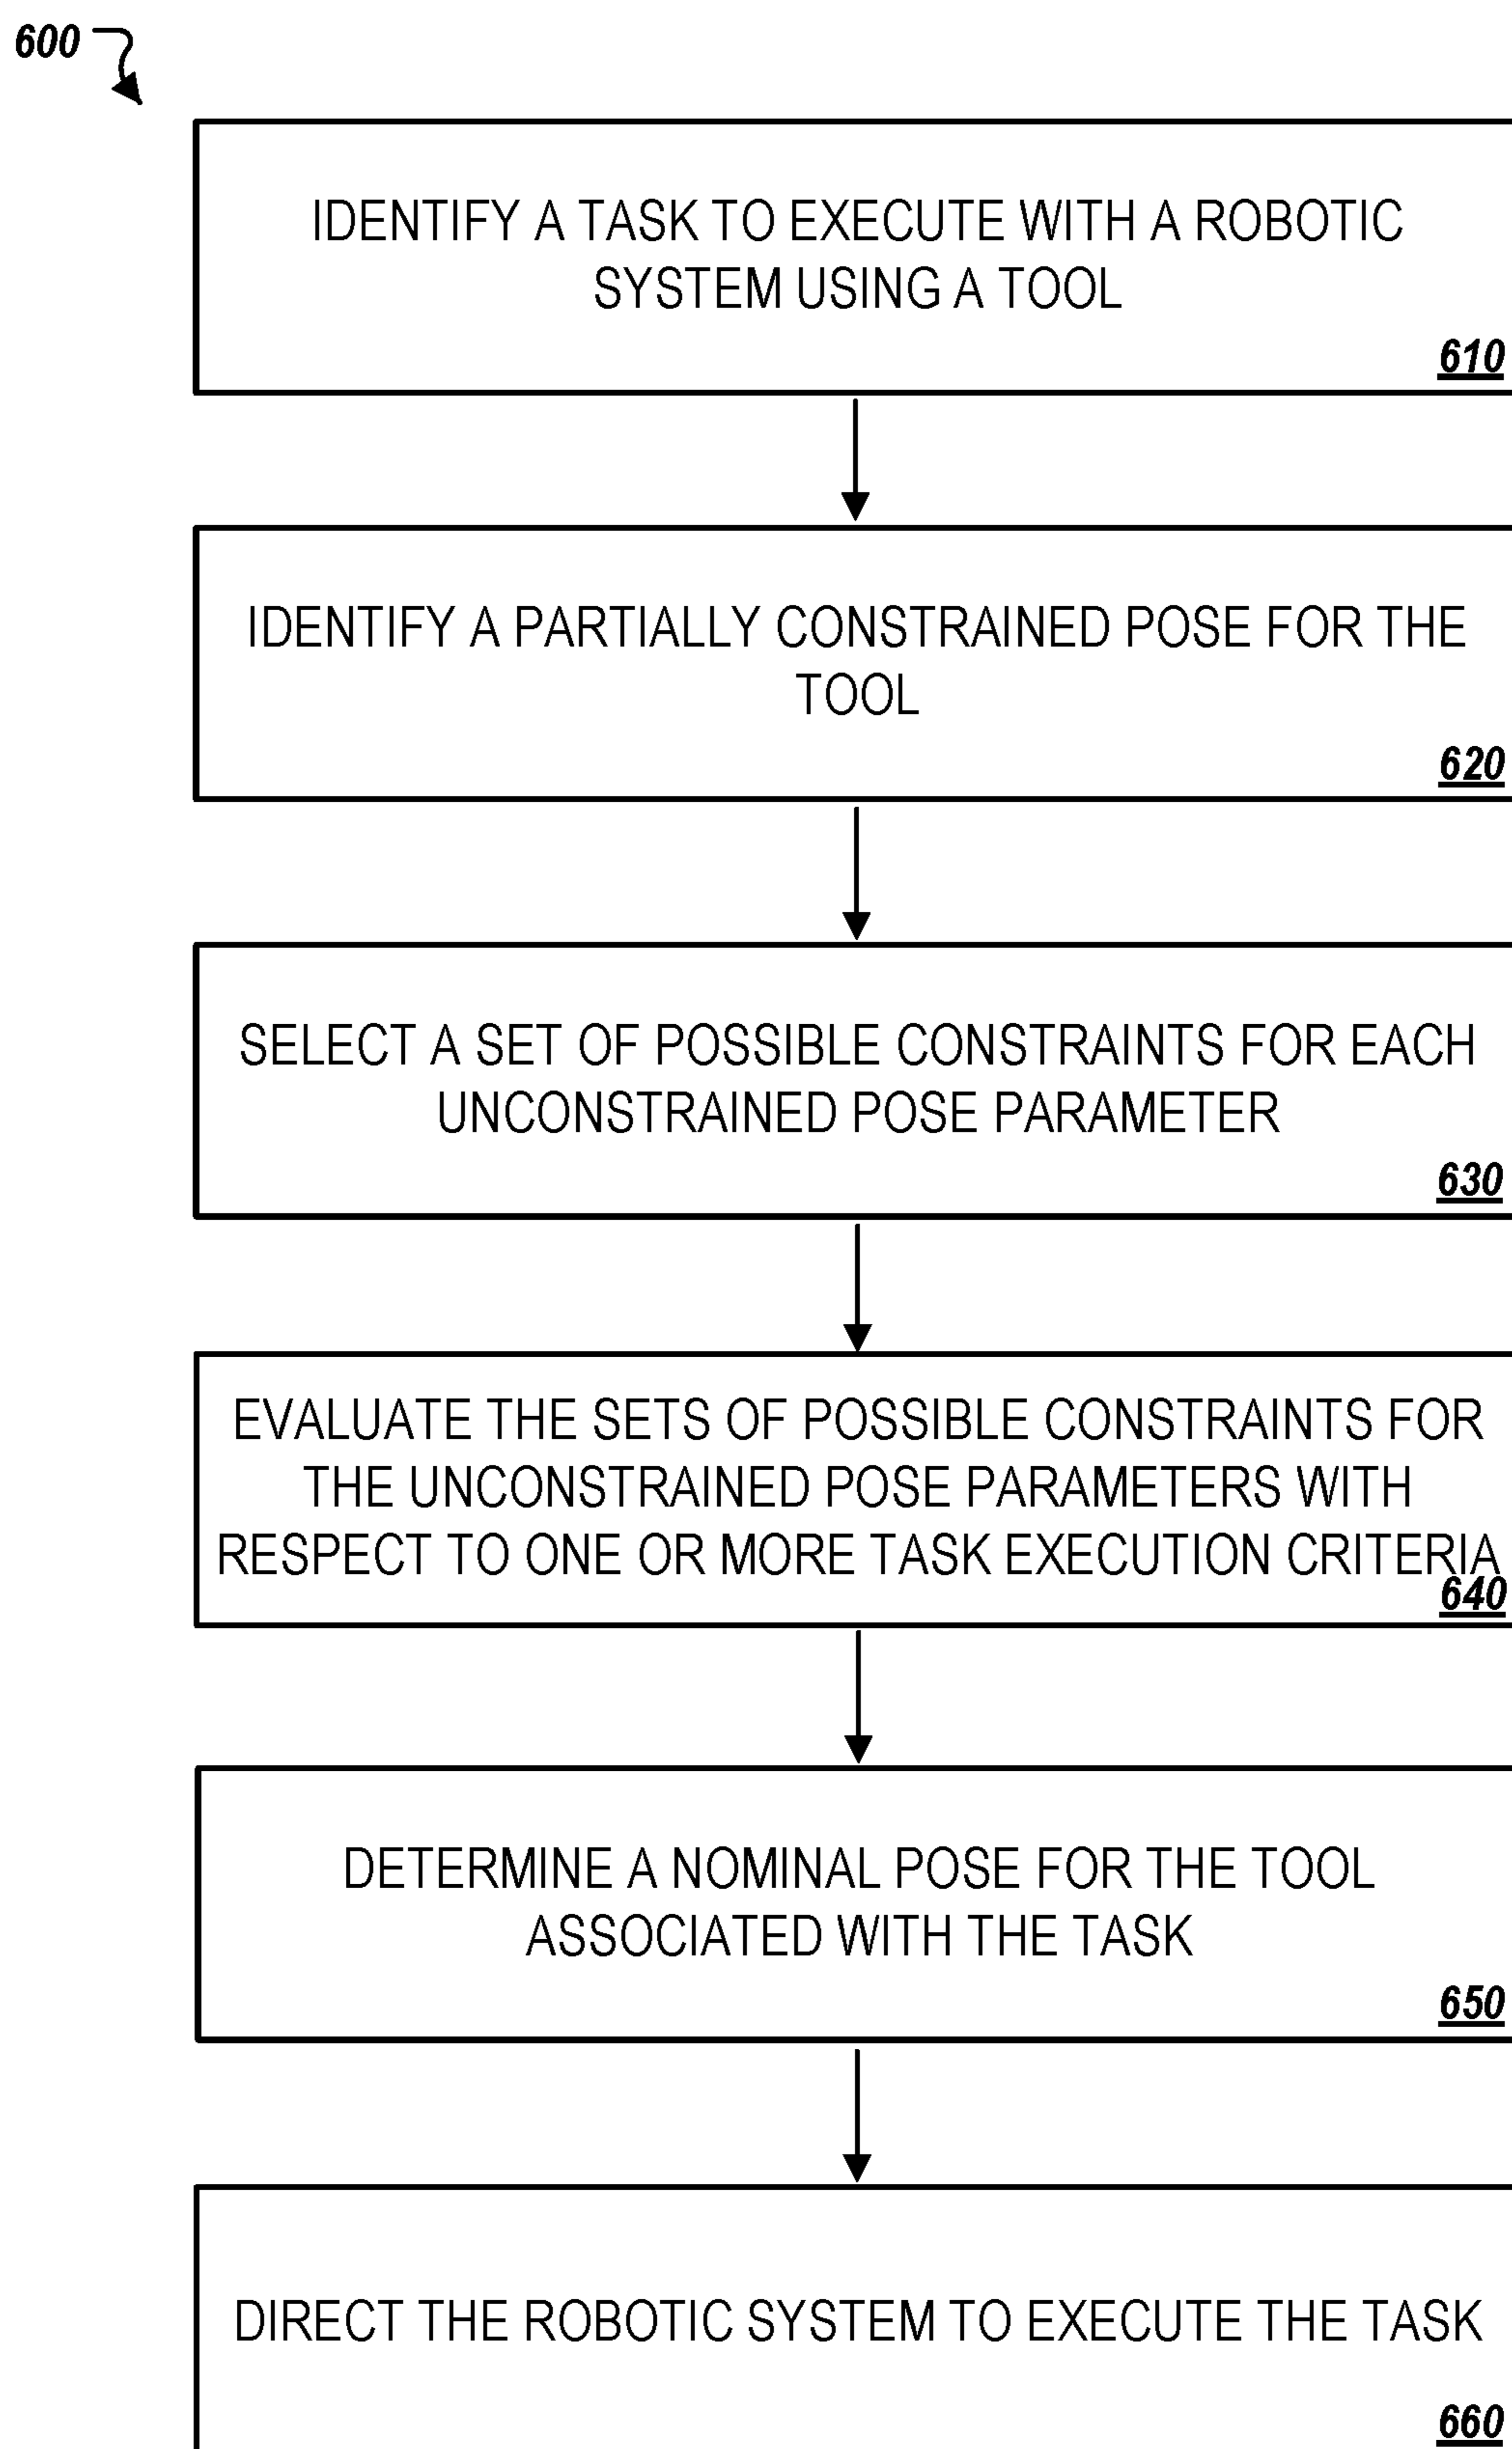 600
IDENTIFY A TASK TO EXECUTE WITH A ROBOTIC
SYSTEM USING A TOOL
610
IDENTIFY A PARTIALLY CONSTRAINED POSE FOR THE
TOOL
620
SELECT A SET OF POSSIBLE CONSTRAINTS FOR EACH
UNCONSTRAINED POSE PARAMETER
630
EVALUATE THE SETS OF POSSIBLE CONSTRAINTS FOR
THE UNCONSTRAINED POSE PARAMETERS WITH
RESPECT TO ONE OR MORE TASK EXECUTION CRITERIA
640
DETERMINE A NOMINAL POSE FOR THE TOOL
ASSOCIATED WITH THE TASK
650
DIRECT THE ROBOTIC SYSTEM TO EXECUTE THE TASK
660